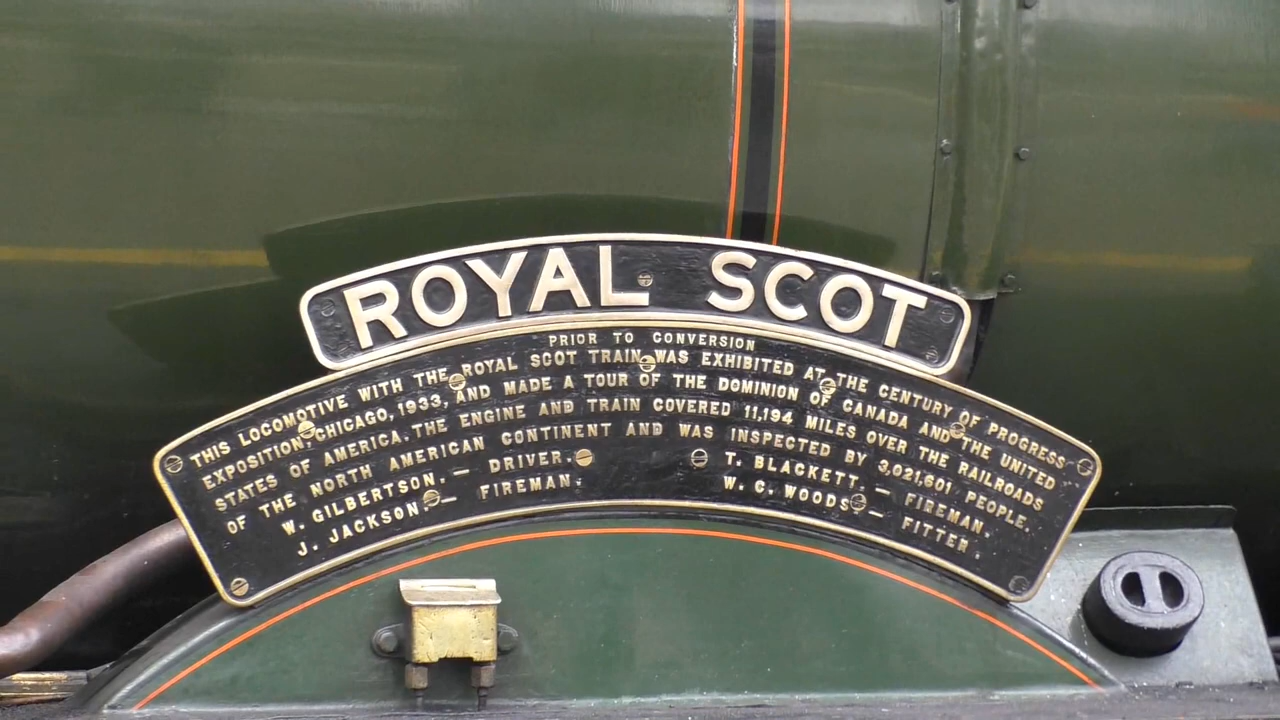 ROYAL SCOT
PRIOR TO CONVERSION
THIS LOCOMOTIVE WITH THE ROYAL SCOT TRAIN WAS EXHIBITED AT THE CENTURY OF PROGRESS
EXPOSITION CHICAGO, 1933, AND MADE A TOUR OF THE DOMINION OF CANADA AND THE UNITED
STATES OF AMERICA. THE ENGINE AND TRAIN COVERED 11,194 MILES OVER THE RAILROADS
OF THE NORTH AMERICAN CONTINENT AND WAS INSPECTED BY 3,021,601 PEOPLE.
W. GILBERTSON. — DRIVER. T. BLACKETT. — FIREMAN.
J. JACKSON. — FIREMAN. W. C. WOODS — FITTER.